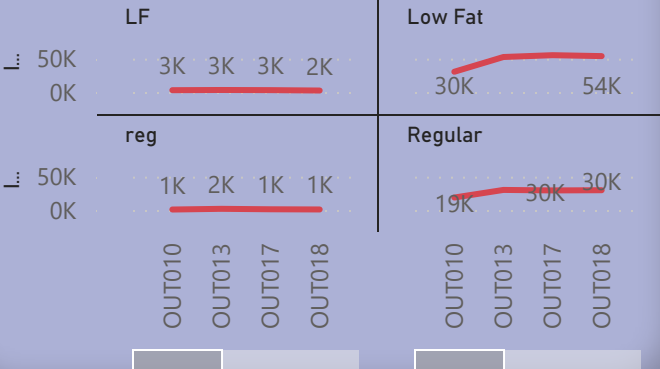 LF
Low Fat
I...
50K
3K 3K 3K 2K
0K
30K
54K
reg
Regular
I...
50K
1K 2K 1K 1K
0K
19K
30K
30K
OUT010 OUT013 OUT017 OUT018
OUT010 OUT013 OUT017 OUT018